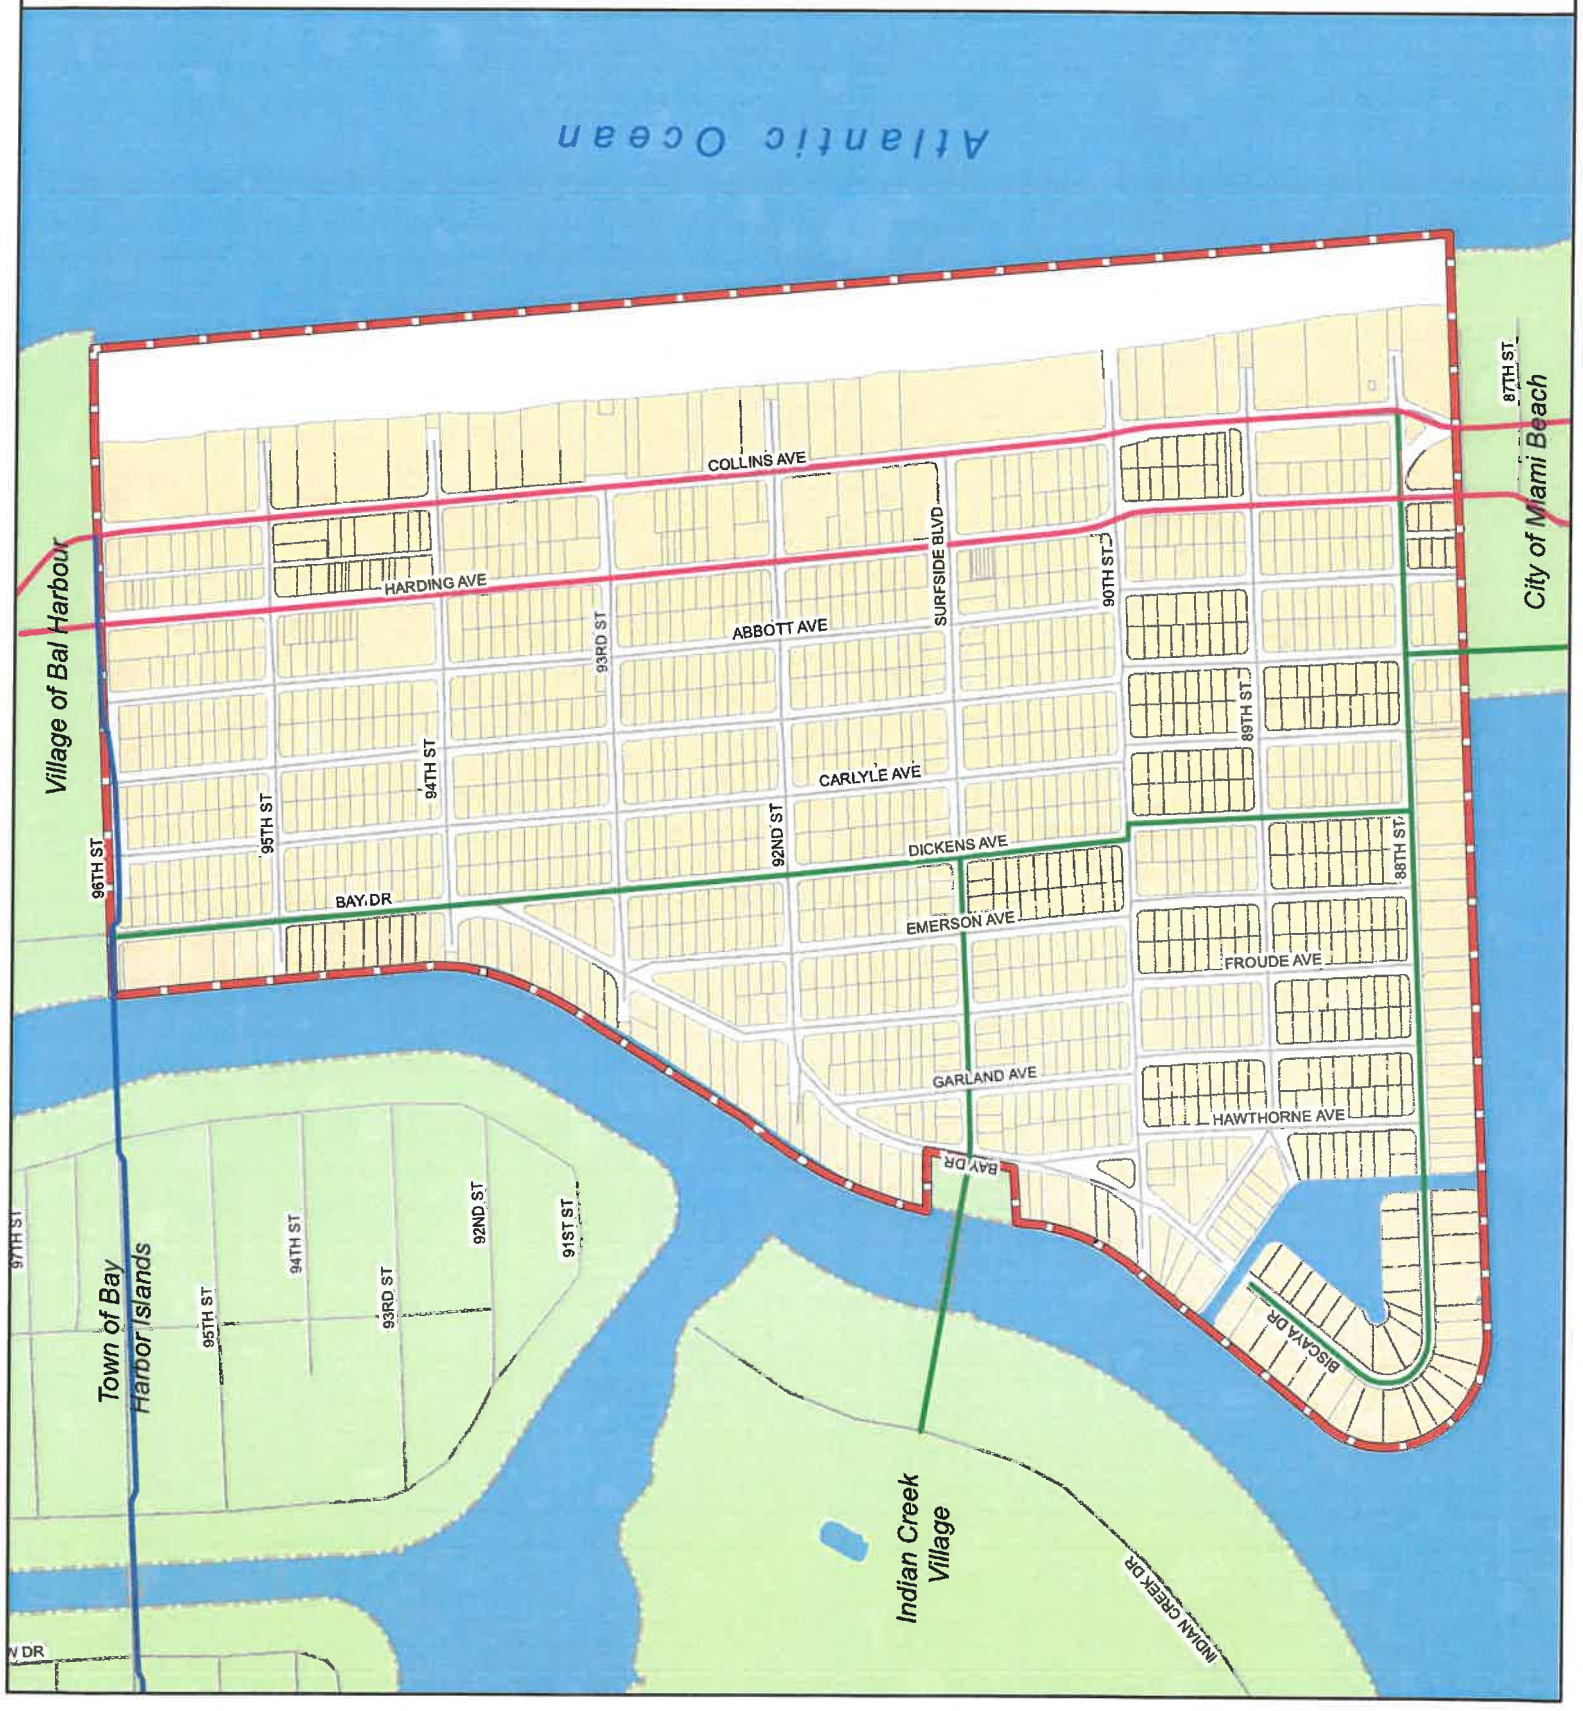 Atlantic Ocean
Village of Bal Harbour
City of Miami Beach
87TH ST
COLLINS AVE
HARDING AVE
SURFSIDE BLVD
90TH ST
93RD ST
ABBOTT AVE
89TH ST
94TH ST
95TH ST
CARLYLE AVE
96TH ST
92ND ST
DICKENS AVE
88TH ST
BAY DR
EMERSON AVE
FROUDE AVE
GARLAND AVE
HAWTHORNE AVE
BAY DR
BISCAYA DR
97TH ST
Town of Bay
Harbor Islands
95TH ST
94TH ST
93RD ST
92ND ST
91ST ST
Indian Creek
Village
INDIAN CREEK DR
DR